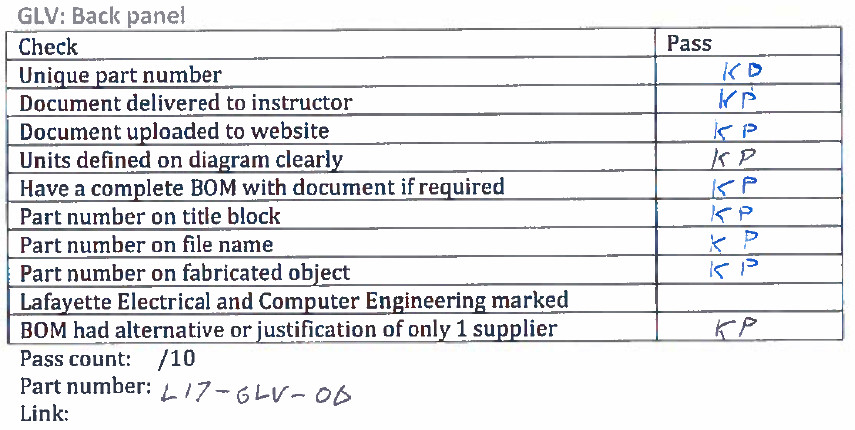 GLV: Back panel
Check Pass
Unique part number KP
Document delivered to instructor KP
Document uploaded to website KP
Units defined on diagram clearly KP
Have a complete BOM with document if required KP
Part number on title block KP
Part number on file name KP
Part number on fabricated object KP
Lafayette Electrical and Computer Engineering marked
BOM had alternative or justification of only 1 supplier KP
Pass count: /10
Part number: L17-GLV-06
Link: